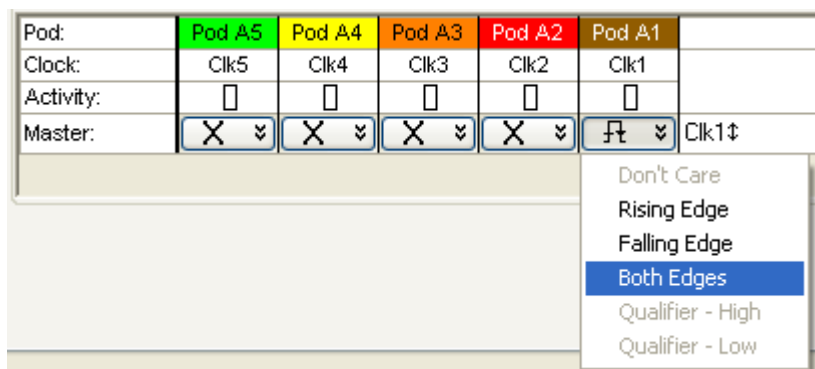 Pod: Pod A5 Pod A4 Pod A3 Pod A2 Pod A1
Clock: Clk5 Clk4 Clk3 Clk2 Clk1
Activity:
Master: X X X X Clk1↕
Don't Care
Rising Edge
Falling Edge
Both Edges
Qualifier - High
Qualifier - Low